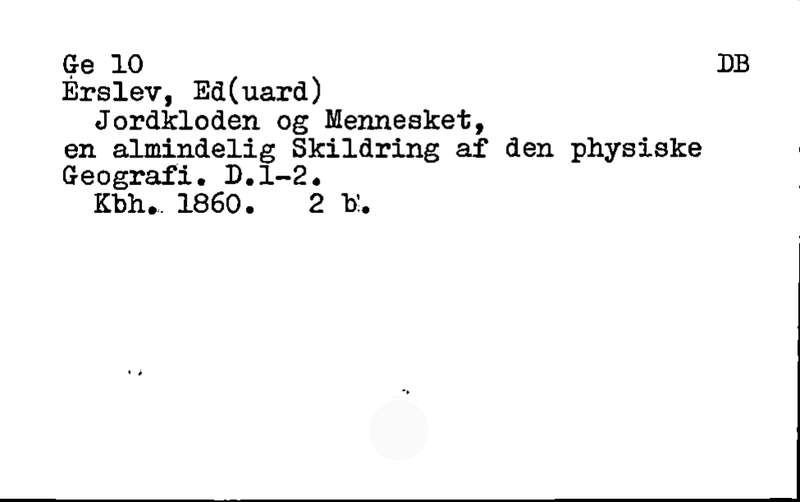 Ge 10 DB
Erslev, Ed(uard)
Jordkloden og Mennesket,
en almindelig Skildring af den physiske
Geografi. D.1-2.
Kbh. 1860. 2 b.